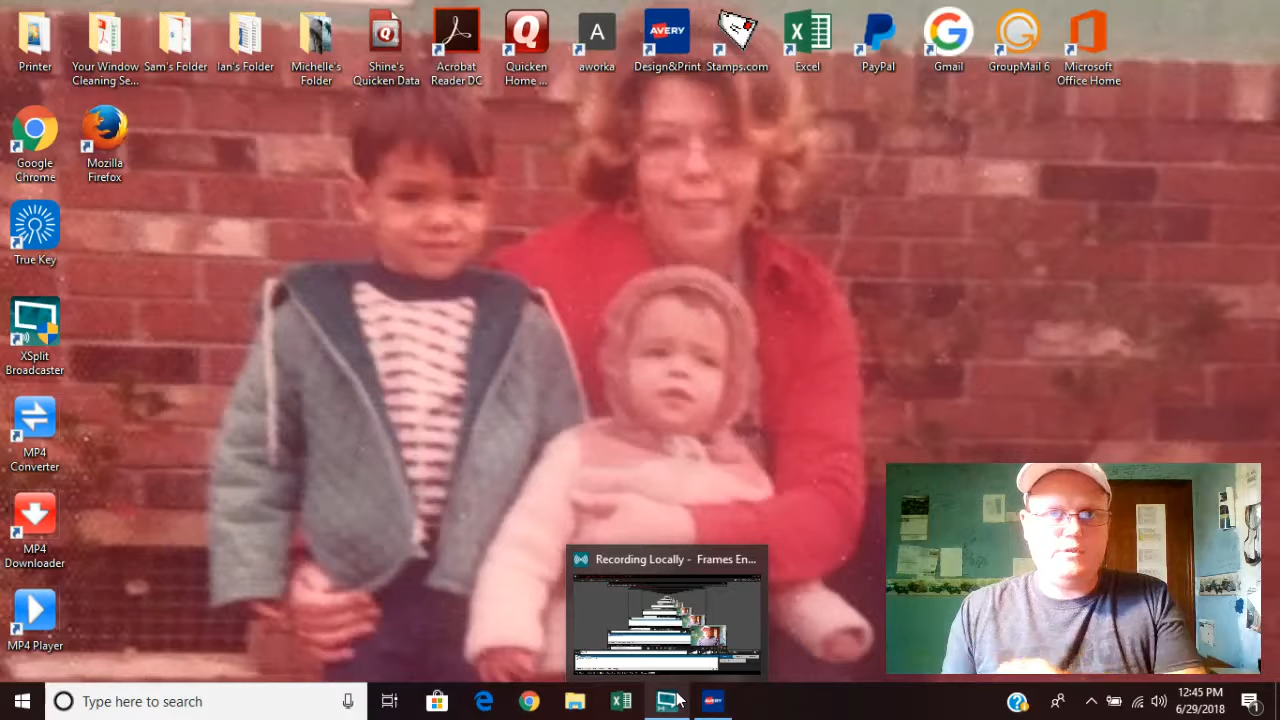 Printer
Your Window
Cleaning Se...
Sam's Folder
Ian's Folder
Michelle's
Folder
Shine's
Quicken Data
Acrobat
Reader DC
Quicken
Home ...
A
aworka
AVERY
Design&Print
Stamps.com
Excel
PayPal
Gmail
GroupMail 6
Microsoft
Office Home
Google
Chrome
Mozilla
Firefox
True Key
XSplit
Broadcaster
MP4
Converter
MP4
Downloader
MP4 Player
Recording Locally - Frames En...
Type here to search
AVERY
12:45 PM
6/29/2018
1